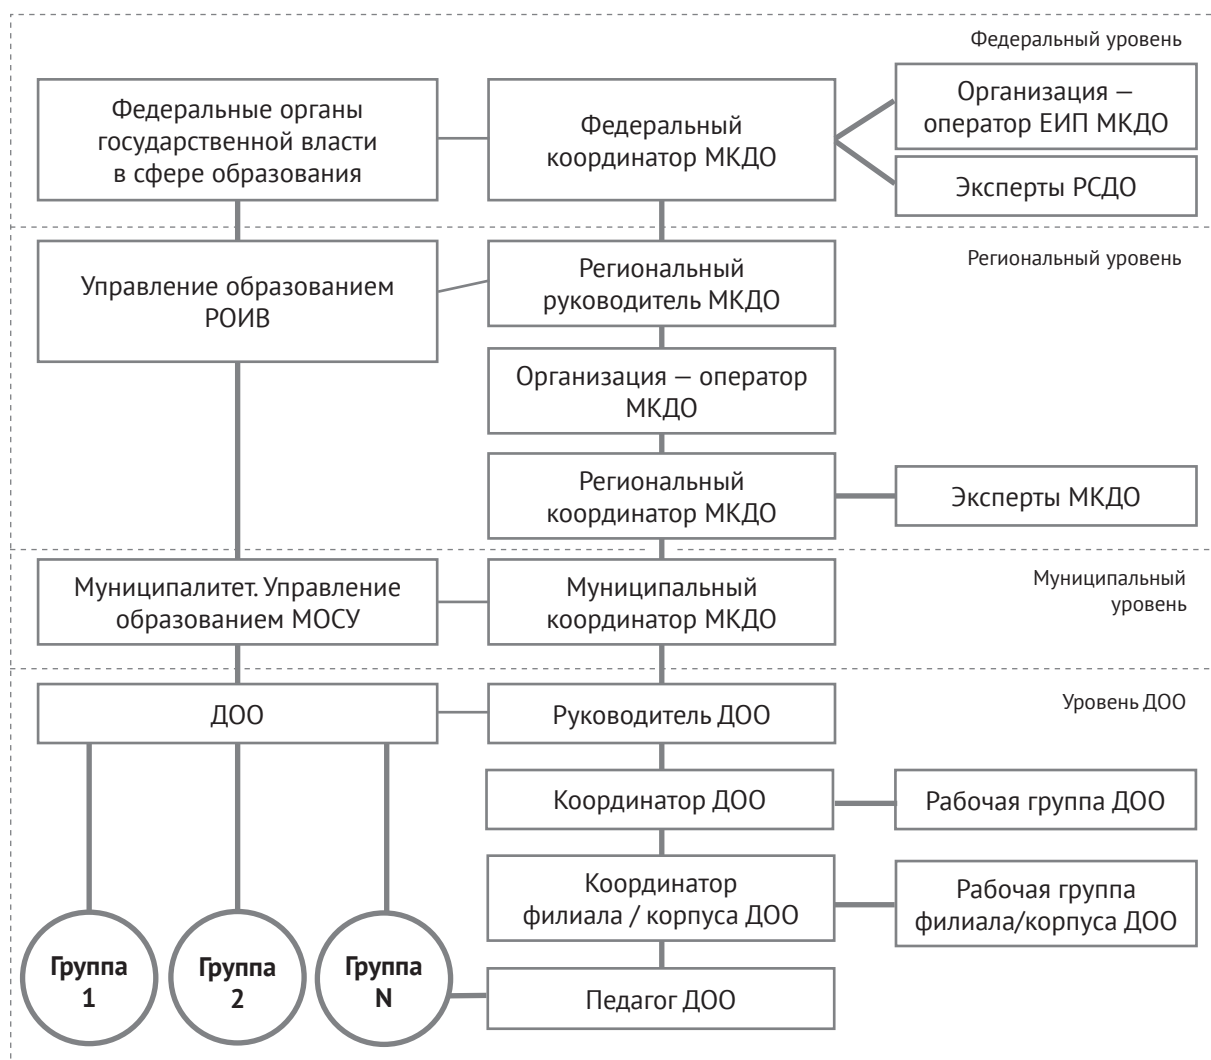 Федеральный уровень
Федеральные органы
государственной власти
в сфере образования
Федеральный
координатор МКДО
Организация —
оператор ЕИП МКДО
Эксперты РСДО
Региональный уровень
Управление образованием
РОИВ
Региональный
руководитель МКДО
Организация — оператор
МКДО
Региональный
координатор МКДО
Эксперты МКДО
Муниципальный
уровень
Муниципалитет. Управление
образованием МОСУ
Муниципальный
координатор МКДО
Уровень ДОО
ДОО
Руководитель ДОО
Координатор ДОО
Рабочая группа ДОО
Координатор
филиала / корпуса ДОО
Рабочая группа
филиала/корпуса ДОО
Группа
1
Группа
2
Группа
N
Педагог ДОО